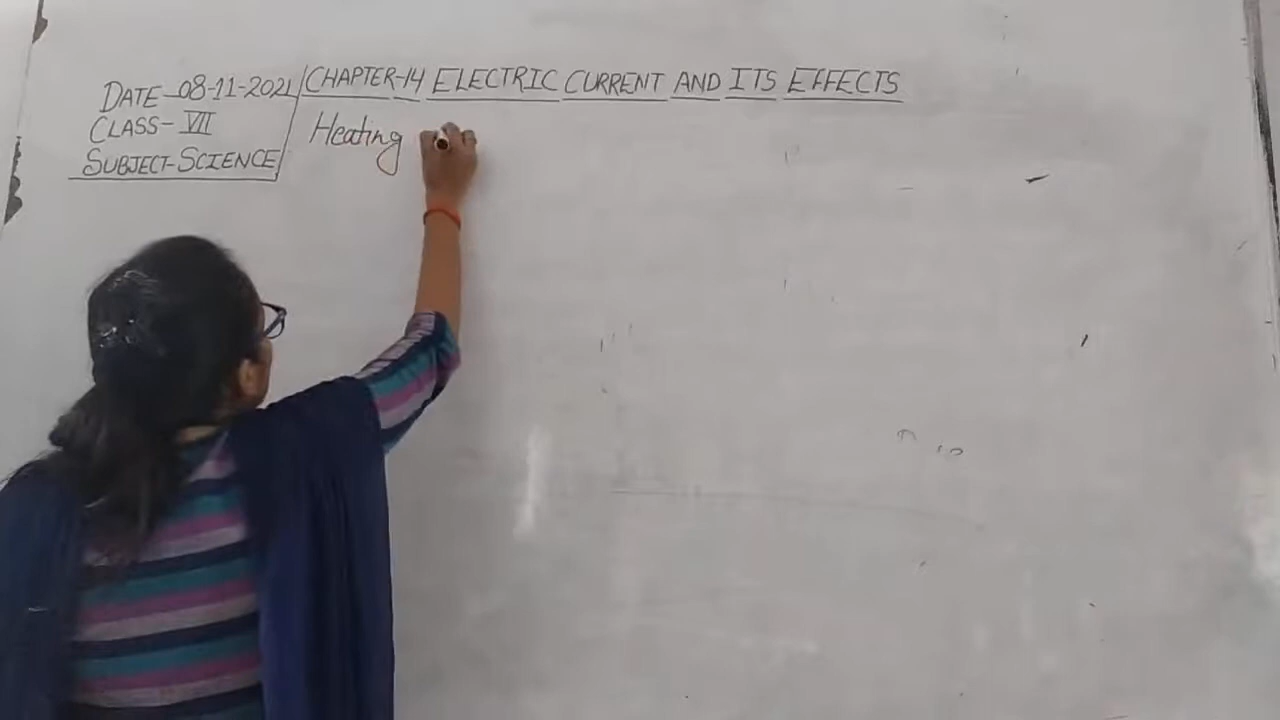 DATE-08-11-2021
CLASS-VII
SUBJECT-SCIENCE
CHAPTER-14 ELECTRIC CURRENT AND ITS EFFECTS
Heating